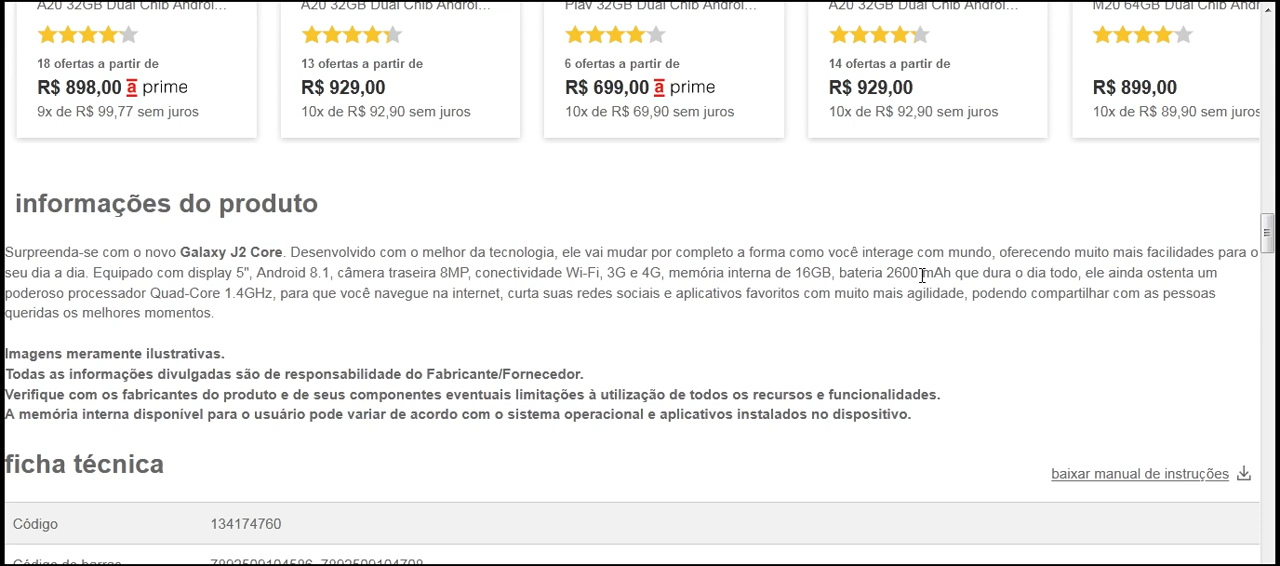 A20 32GB Dual Chip Androi... A20 32GB Dual Chip Androi... Play 32GB Dual Chip Androi... A20 32GB Dual Chip Androi... M20 64GB Dual Chip Andr
18 ofertas a partir de 13 ofertas a partir de 6 ofertas a partir de 14 ofertas a partir de
R$ 898,00 a prime R$ 929,00 R$ 699,00 a prime R$ 929,00 R$ 899,00
9x de R$ 99,77 sem juros 10x de R$ 92,90 sem juros 10x de R$ 69,90 sem juros 10x de R$ 92,90 sem juros 10x de R$ 89,90 sem juros
informações do produto
Surpreenda-se com o novo Galaxy J2 Core. Desenvolvido com o melhor da tecnologia, ele vai mudar por completo a forma como você interage com mundo, oferecendo muito mais facilidades para o
seu dia a dia. Equipado com display 5", Android 8.1, câmera traseira 8MP, conectividade Wi-Fi, 3G e 4G, memória interna de 16GB, bateria 2600 mAh que dura o dia todo, ele ainda ostenta um
poderoso processador Quad-Core 1.4GHz, para que você navegue na internet, curta suas redes sociais e aplicativos favoritos com muito mais agilidade, podendo compartilhar com as pessoas
queridas os melhores momentos.
Imagens meramente ilustrativas.
Todas as informações divulgadas são de responsabilidade do Fabricante/Fornecedor.
Verifique com os fabricantes do produto e de seus componentes eventuais limitações à utilização de todos os recursos e funcionalidades.
A memória interna disponível para o usuário pode variar de acordo com o sistema operacional e aplicativos instalados no dispositivo.
ficha técnica
baixar manual de instruções
Código 134174760
Código de barras